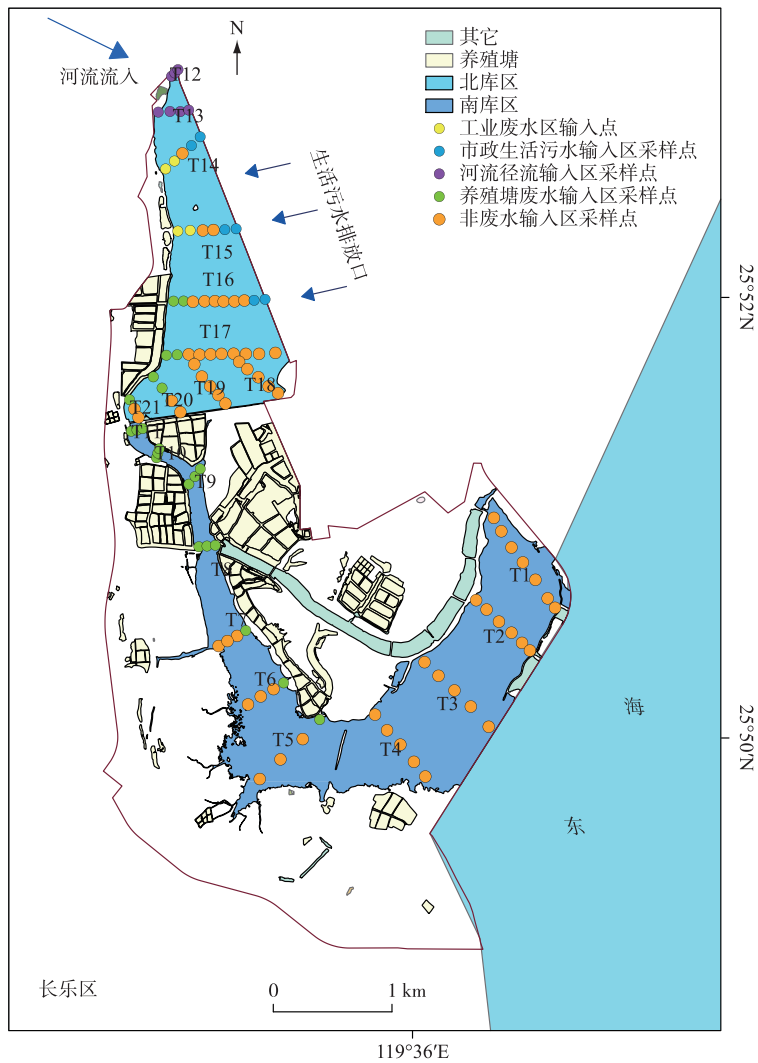 N
河流流入
其它
养殖塘
北库区
南库区
工业废水区输入点
市政生活污水输入区采样点
河流径流输入区采样点
养殖塘废水输入区采样点
非废水输入区采样点
生活污水排放口
T12
T13
T14
T15
T16
T17
T18
T19
T20
T21
T9
T8
T7
T6
T5
T4
T3
T2
T1
25°52′N
25°50′N
海
东
长乐区
0
1 km
119°36′E